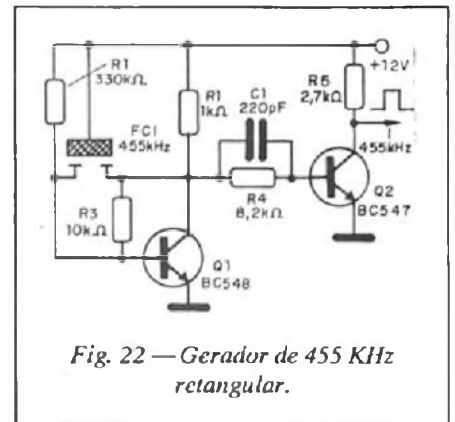 R1
330kΩ
FC1
455kHz
R1
1kΩ
R3
10kΩ
Q1
BC548
C1
220pF
R4
8,2kΩ
R5
2,7kΩ
+12V
455kHz
Q2
BC547
Fig. 22 — Gerador de 455 KHz
retangular.